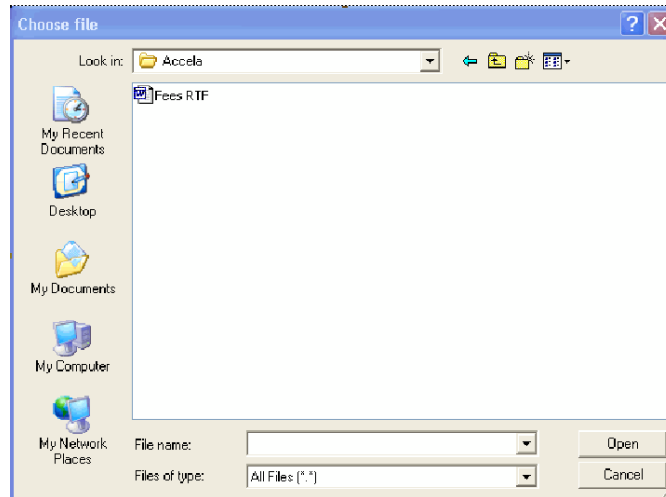 Choose file
Look in: Accela
Fees RTF
My Recent
Documents
Desktop
My Documents
My Computer
My Network
Places
File name:
Open
Files of type: All Files (*.*)
Cancel